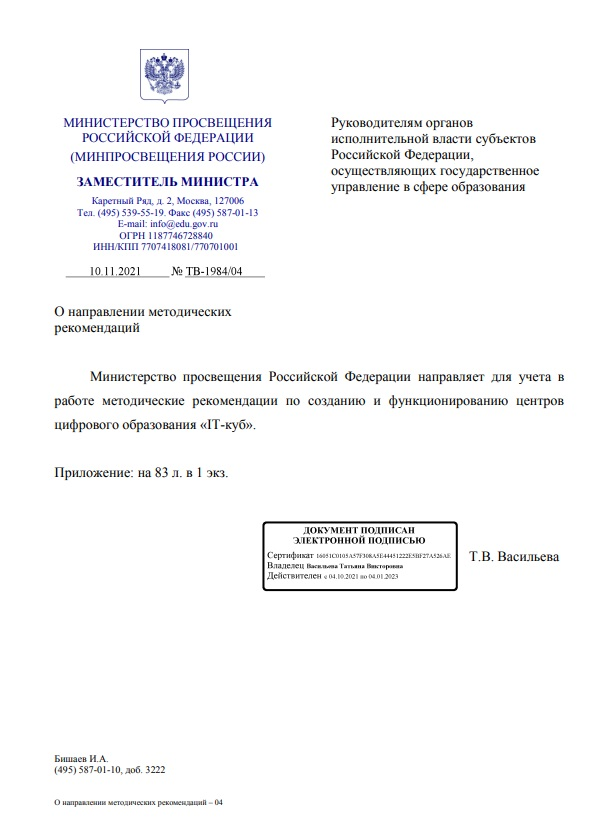 МИНИСТЕРСТВО ПРОСВЕЩЕНИЯ
РОССИЙСКОЙ ФЕДЕРАЦИИ
(МИНПРОСВЕЩЕНИЯ РОССИИ)
ЗАМЕСТИТЕЛЬ МИНИСТРА
Каретный Ряд, д. 2, Москва, 127006
Тел. (495) 539-55-19. Факс (495) 587-01-13
E-mail: info@edu.gov.ru
ОГРН 1187746728840
ИНН/КПП 7707418081/770701001
10.11.2021 № ТВ-1984/04
Руководителям органов
исполнительной власти субъектов
Российской Федерации,
осуществляющих государственное
управление в сфере образования
О направлении методических
рекомендаций
Министерство просвещения Российской Федерации направляет для учета в
работе методические рекомендации по созданию и функционированию центров
цифрового образования «IT-куб».
Приложение: на 83 л. в 1 экз.
ДОКУМЕНТ ПОДПИСАН
ЭЛЕКТРОННОЙ ПОДПИСЬЮ
Сертификат 16051C0105A57F308A5E44451222E5BF27A526AE
Владелец Васильева Татьяна Викторовна
Действителен с 04.10.2021 по 04.01.2023
Т.В. Васильева
Бишаев И.А.
(495) 587-01-10, доб. 3222
О направлении методических рекомендаций – 04